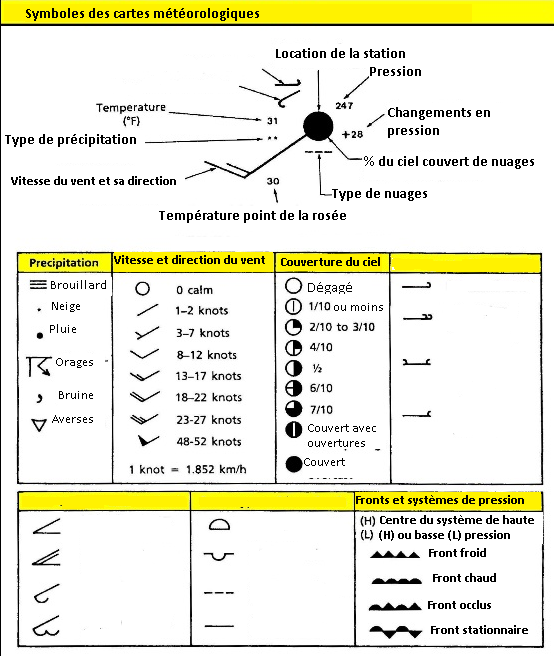 Symboles des cartes météorologiques
Location de la station
Pression
247
Temperature
(°F)
31
Changements en
pression
+28
Type de précipitation
**
% du ciel couvert de nuages
Vitesse du vent et sa direction
30
Type de nuages
Température point de la rosée
Precipitation
Brouillard
Neige
Pluie
Orages
Bruine
Averses
Vitesse et direction du vent
0 calm
1–2 knots
3–7 knots
8–12 knots
13–17 knots
18–22 knots
23-27 knots
48-52 knots
1 knot = 1.852 km/h
Couverture du ciel
Dégagé
1/10 ou moins
2/10 to 3/10
4/10
½
6/10
7/10
Couvert avec
ouvertures
Couvert
Fronts et systèmes de pression
(H) Centre du système de haute
(L) (H) ou basse (L) pression
Front froid
Front chaud
Front occlus
Front stationnaire